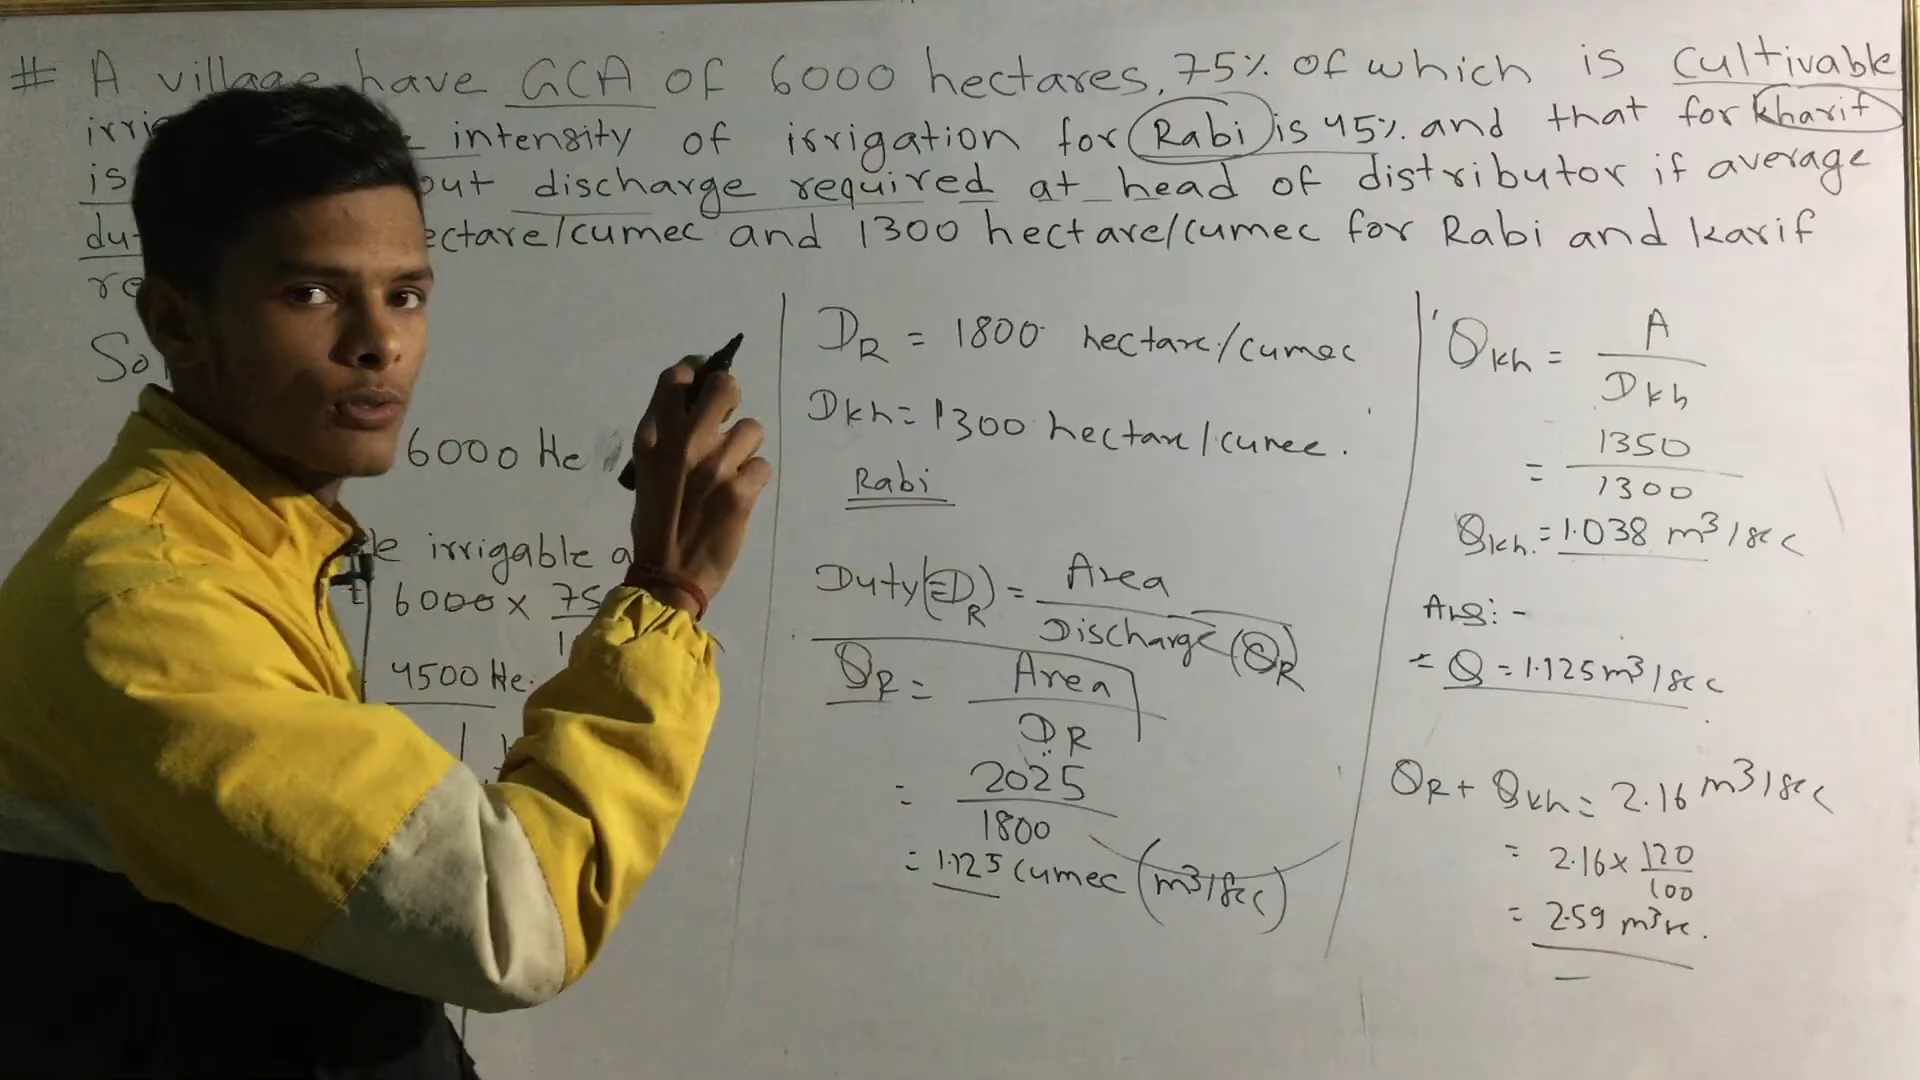 # A village have GCA of 6000 hectares, 75% of which is cultivable
intensity of irrigation for Rabi is 45% and that for kharif
is out discharge required at head of distributor if average
du ectare/cumec and 1300 hectare/cumec for Rabi and karif
re
So
6000 He
irrigable a
6000 × 75
4500 He.
DR = 1800 hectare/cumec
Dkh = 1300 hectare/cumec.
Rabi
Duty(=DR) = Area
Discharge (QR)
QR = Area
DR
= 2025
1800
= 1.125 cumec (m3/sec)
Qkh = A
Dkh
= 1350
1300
Qkh. = 1.038 m3/sec
Ans:-
= Q = 1.125 m3/sec
QR + Qkh = 2.16 m3/sec
= 2.16 × 120
100
= 2.59 m3/sec.